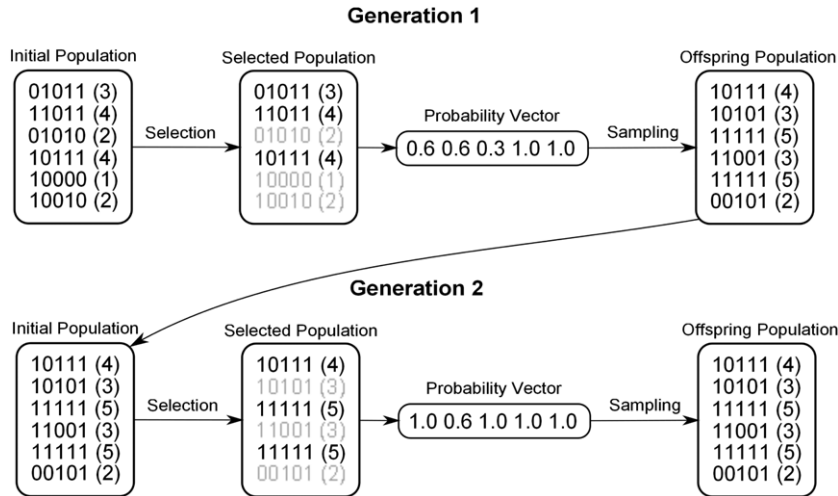 Generation 1
Initial Population
01011 (3)
11011 (4)
01010 (2)
10111 (4)
10000 (1)
10010 (2)
Selection
Selected Population
01011 (3)
11011 (4)
01010 (2)
10111 (4)
10000 (1)
10010 (2)
Probability Vector
0.6 0.6 0.3 1.0 1.0
Sampling
Offspring Population
10111 (4)
10101 (3)
11111 (5)
11001 (3)
11111 (5)
00101 (2)
Generation 2
Initial Population
10111 (4)
10101 (3)
11111 (5)
11001 (3)
11111 (5)
00101 (2)
Selection
Selected Population
10111 (4)
10101 (3)
11111 (5)
11001 (3)
11111 (5)
00101 (2)
Probability Vector
1.0 0.6 1.0 1.0 1.0
Sampling
Offspring Population
10111 (4)
10101 (3)
11111 (5)
11001 (3)
11111 (5)
00101 (2)